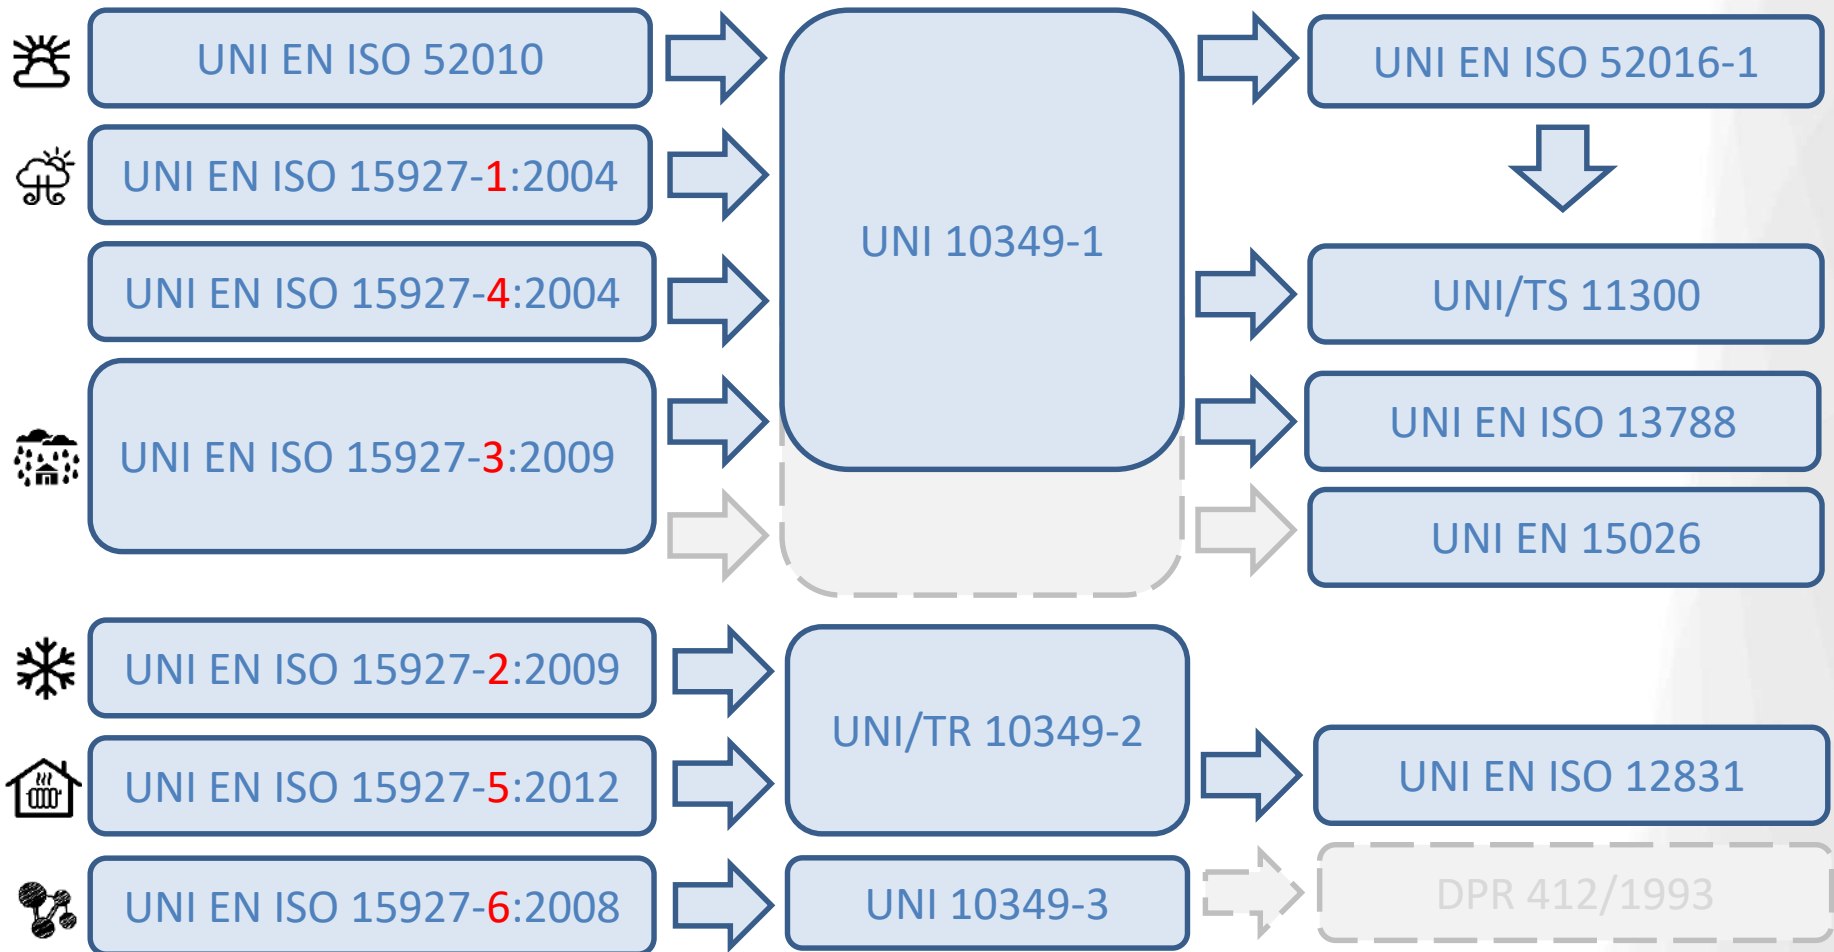 UNI EN ISO 52010
UNI EN ISO 15927-1:2004
UNI EN ISO 15927-4:2004
UNI EN ISO 15927-3:2009
UNI EN ISO 15927-2:2009
UNI EN ISO 15927-5:2012
UNI EN ISO 15927-6:2008
UNI 10349-1
UNI/TR 10349-2
UNI 10349-3
UNI EN ISO 52016-1
UNI/TS 11300
UNI EN ISO 13788
UNI EN 15026
UNI EN ISO 12831
DPR 412/1993